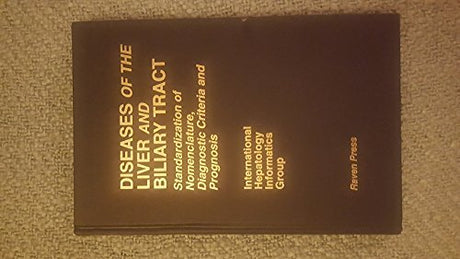 DISEASES OF THE
LIVER AND
BILIARY TRACT
Standardization of
Nomenclature,
Diagnostic Criteria and
Prognosis
International
Hepatology
Informatics
Group
Raven Press